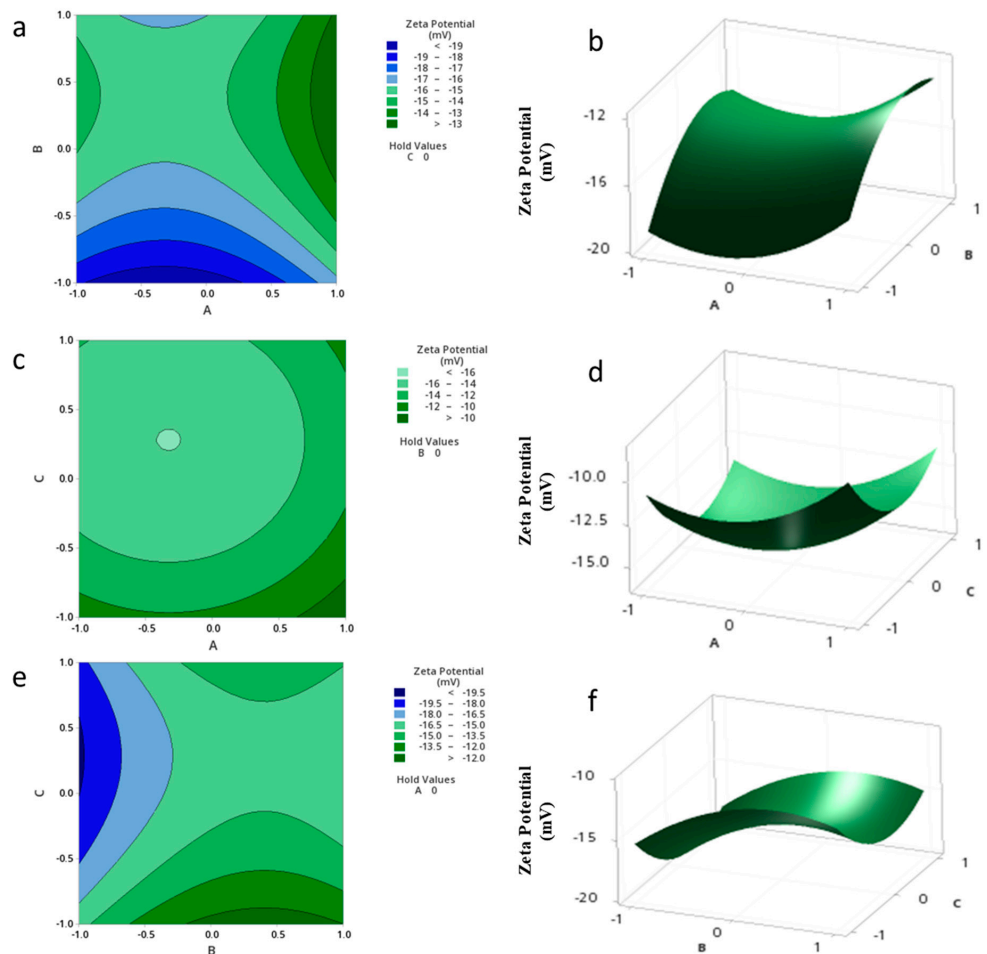 a
1.0
0.5
0.0
-0.5
-1.0
B
-1.0 -0.5 0.0 0.5 1.0
A
Zeta Potential
(mV)
< -19
-19 – -18
-18 – -17
-17 – -16
-16 – -15
-15 – -14
-14 – -13
> -13
Hold Values
C 0
b
Zeta Potential
(mV)
-12
-16
-20
-1
0
1
A
-1
0
1
B
c
1.0
0.5
0.0
-0.5
-1.0
C
-1.0 -0.5 0.0 0.5 1.0
A
Zeta Potential
(mV)
< -16
-16 – -14
-14 – -12
-12 – -10
> -10
Hold Values
B 0
d
Zeta Potential
(mV)
-10.0
-12.5
-15.0
-1
0
1
A
-1
0
1
C
e
1.0
0.5
0.0
-0.5
-1.0
C
-1.0 -0.5 0.0 0.5 1.0
B
Zeta Potential
(mV)
< -19.5
-19.5 – -18.0
-18.0 – -16.5
-16.5 – -15.0
-15.0 – -13.5
-13.5 – -12.0
> -12.0
Hold Values
A 0
f
Zeta Potential
(mV)
-10
-15
-20
-1
0
1
B
-1
0
1
C